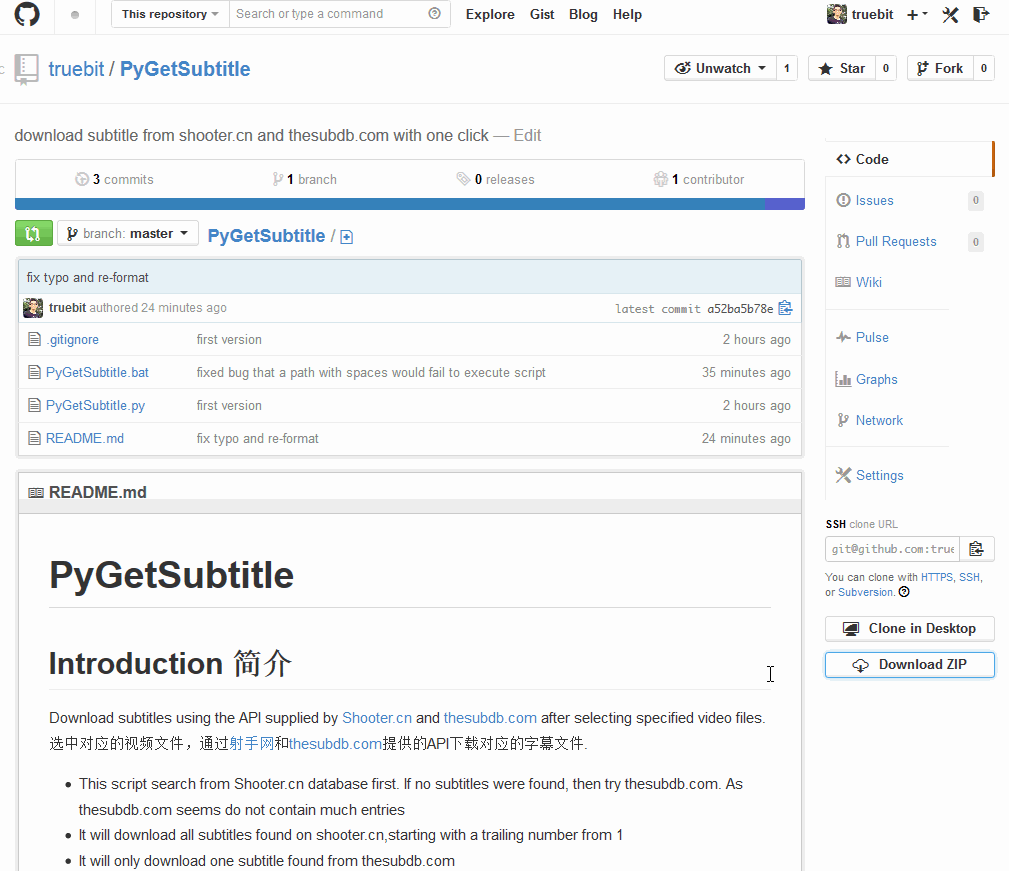 This repository Search or type a command Explore Gist Blog Help truebit
truebit / PyGetSubtitle Unwatch 1 Star 0 Fork 0
download subtitle from shooter.cn and thesubdb.com with one click — Edit
3 commits 1 branch 0 releases 1 contributor
branch: master PyGetSubtitle /
fix typo and re-format
truebit authored 24 minutes ago latest commit a52ba5b78e
.gitignore first version 2 hours ago
PyGetSubtitle.bat fixed bug that a path with spaces would fail to execute script 35 minutes ago
PyGetSubtitle.py first version 2 hours ago
README.md fix typo and re-format 24 minutes ago
README.md
PyGetSubtitle
Introduction 简介
Download subtitles using the API supplied by Shooter.cn and thesubdb.com after selecting specified video files.
选中对应的视频文件，通过射手网和thesubdb.com提供的API下载对应的字幕文件.
• This script search from Shooter.cn database first. If no subtitles were found, then try thesubdb.com. As
thesubdb.com seems do not contain much entries
• It will download all subtitles found on shooter.cn,starting with a trailing number from 1
• It will only download one subtitle found from thesubdb.com
Code
Issues 0
Pull Requests 0
Wiki
Pulse
Graphs
Network
Settings
SSH clone URL
git@github.com:true
You can clone with HTTPS, SSH,
or Subversion.
Clone in Desktop
Download ZIP